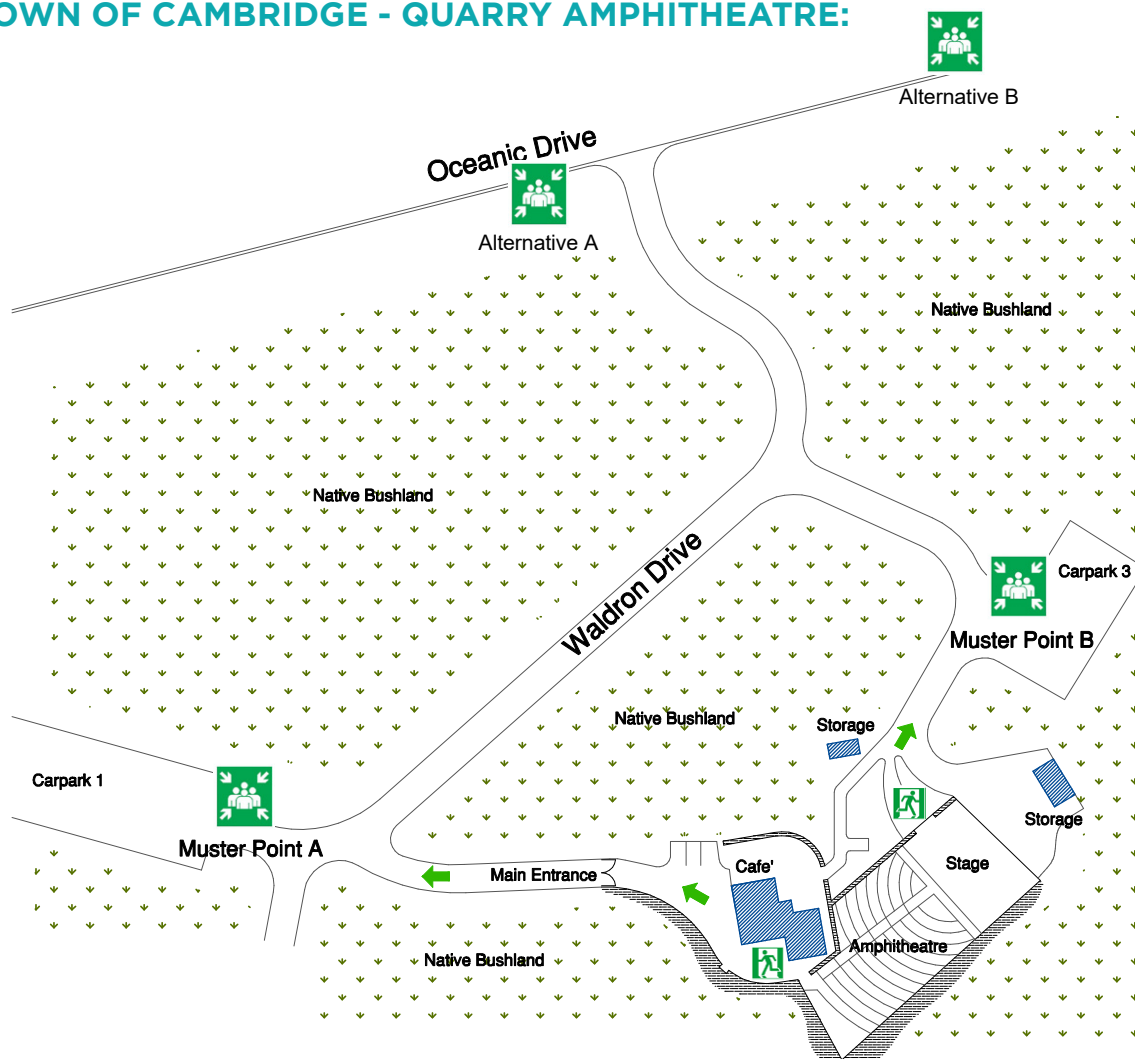 OWN OF CAMBRIDGE - QUARRY AMPHITHEATRE:
Alternative B
Oceanic Drive
Alternative A
Native Bushland
Native Bushland
Waldron Drive
Carpark 3
Muster Point B
Native Bushland
Storage
Carpark 1
Storage
Muster Point A
Stage
Cafe'
Main Entrance
Amphitheatre
Native Bushland